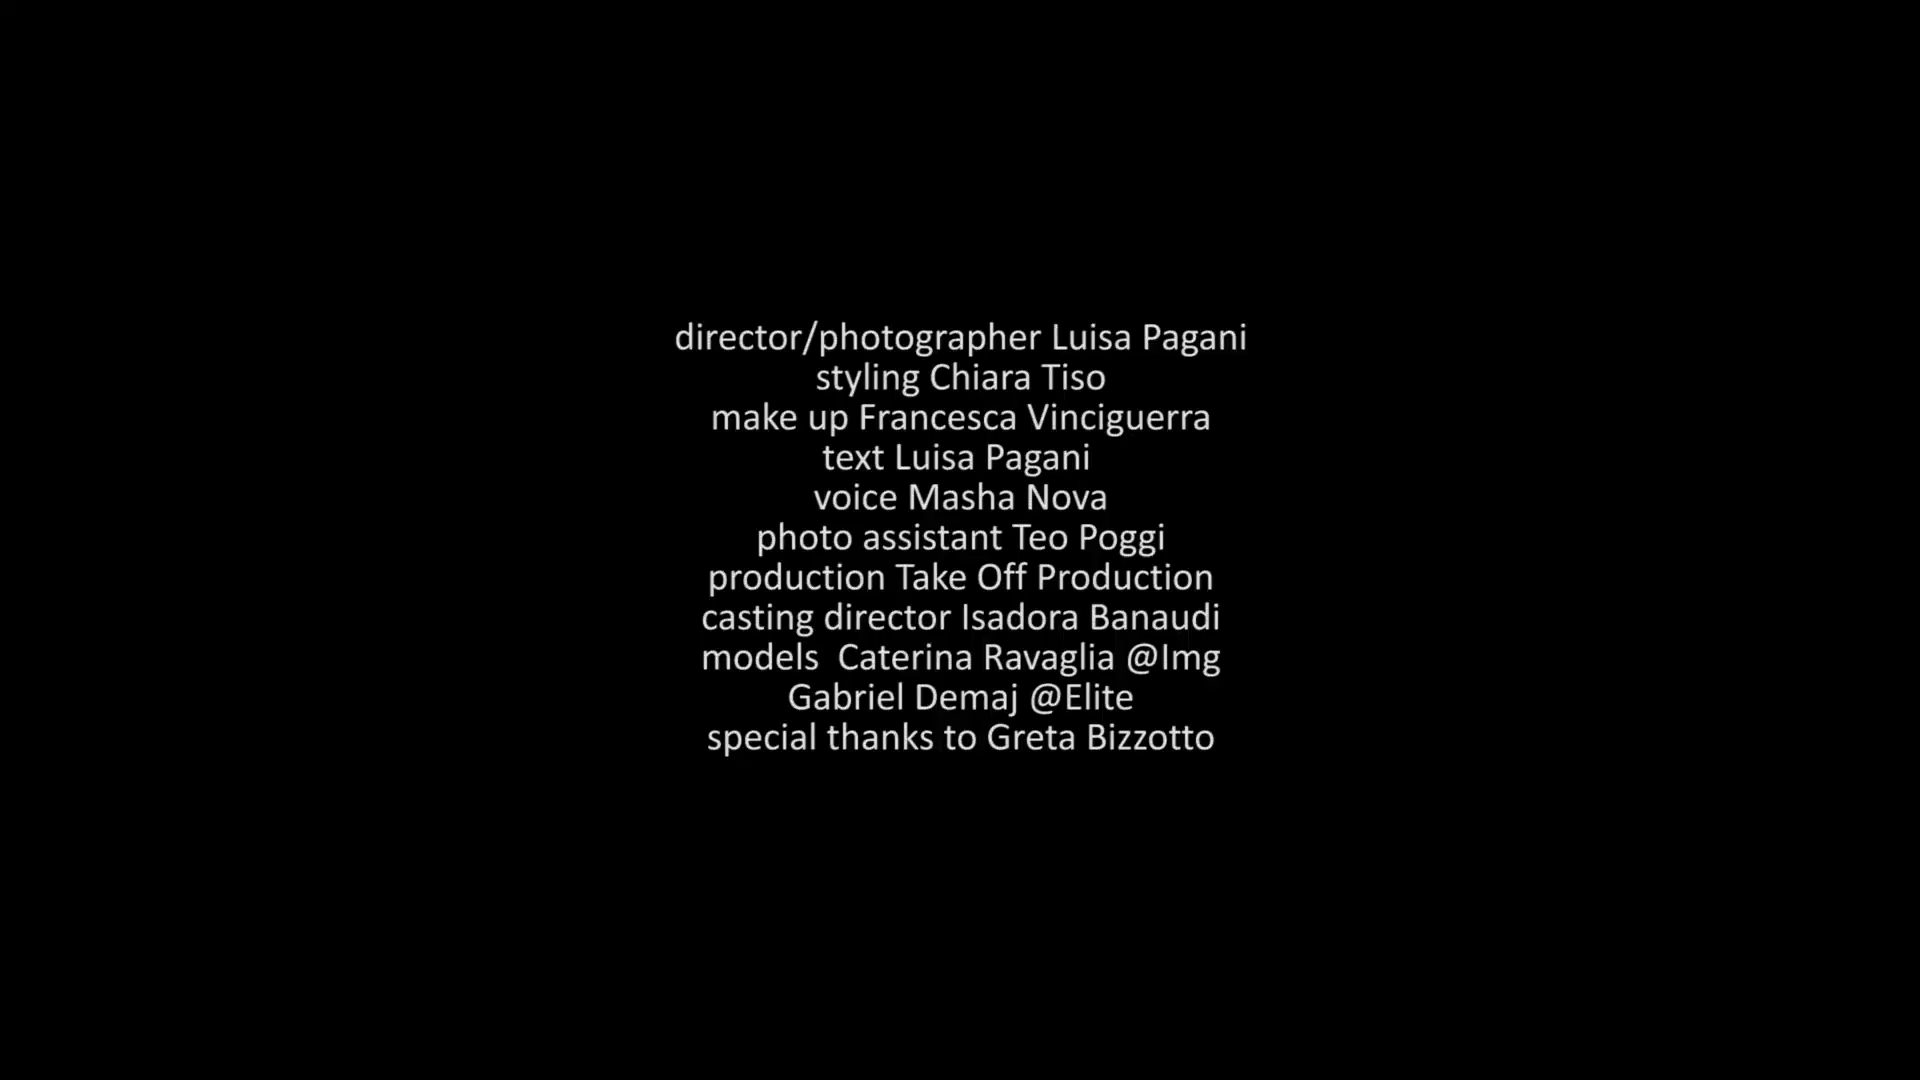 director/photographer Luisa Pagani
styling Chiara Tiso
make up Francesca Vinciguerra
text Luisa Pagani
voice Masha Nova
photo assistant Teo Poggi
production Take Off Production
casting director Isadora Banaudi
models  Caterina Ravaglia @Img
Gabriel Demaj @Elite
special thanks to Greta Bizzotto